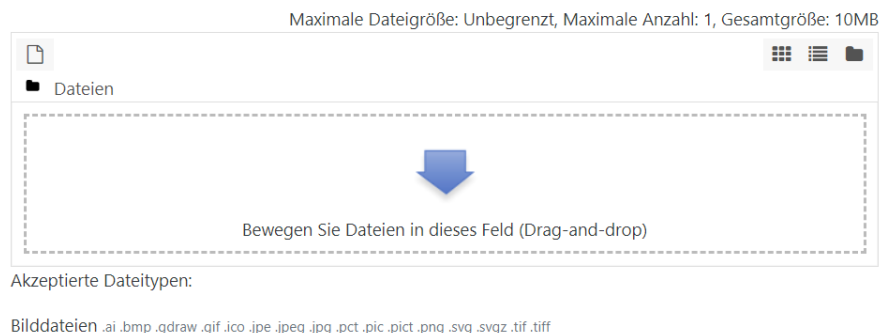 Maximale Dateigröße: Unbegrenzt, Maximale Anzahl: 1, Gesamtgröße: 10MB
Dateien
Bewegen Sie Dateien in dieses Feld (Drag-and-drop)
Akzeptierte Dateitypen:
Bilddateien .ai .bmp .gdraw .gif .ico .jpe .jpeg .jpg .pct .pic .pict .png .svg .svgz .tif .tiff